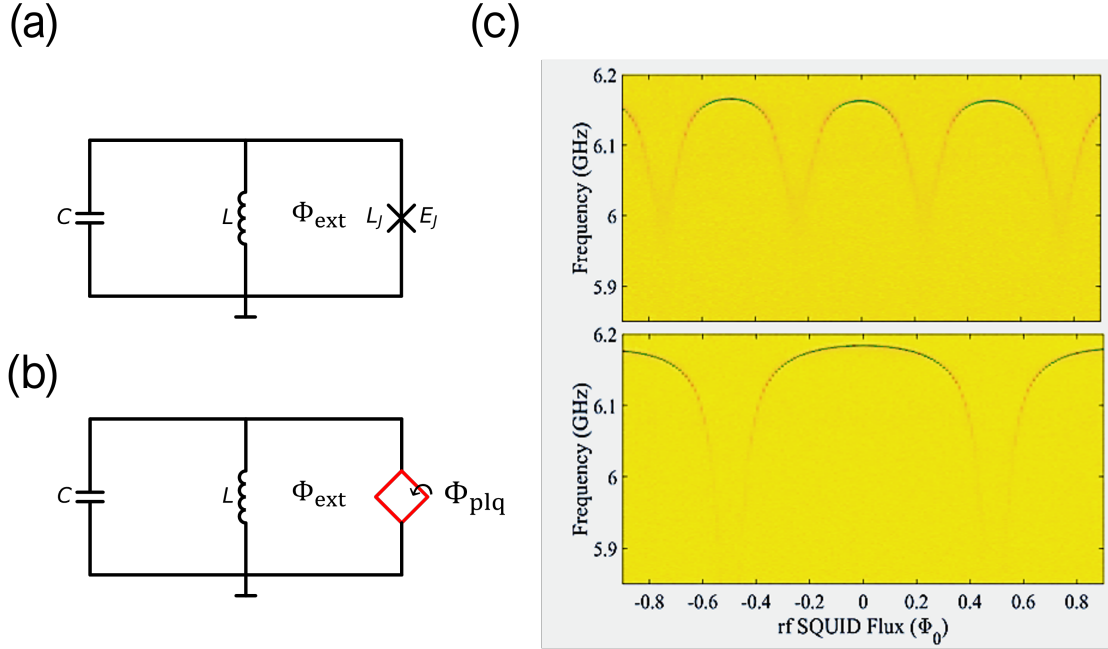 (a)
C
L
Φext
LJ
EJ
(b)
C
L
Φext
Φplq
(c)
Frequency (GHz)
6.2
6.1
6
5.9
Frequency (GHz)
6.2
6.1
6
5.9
-0.8 -0.6 -0.4 -0.2 0 0.2 0.4 0.6 0.8
rf SQUID Flux (Φ0)